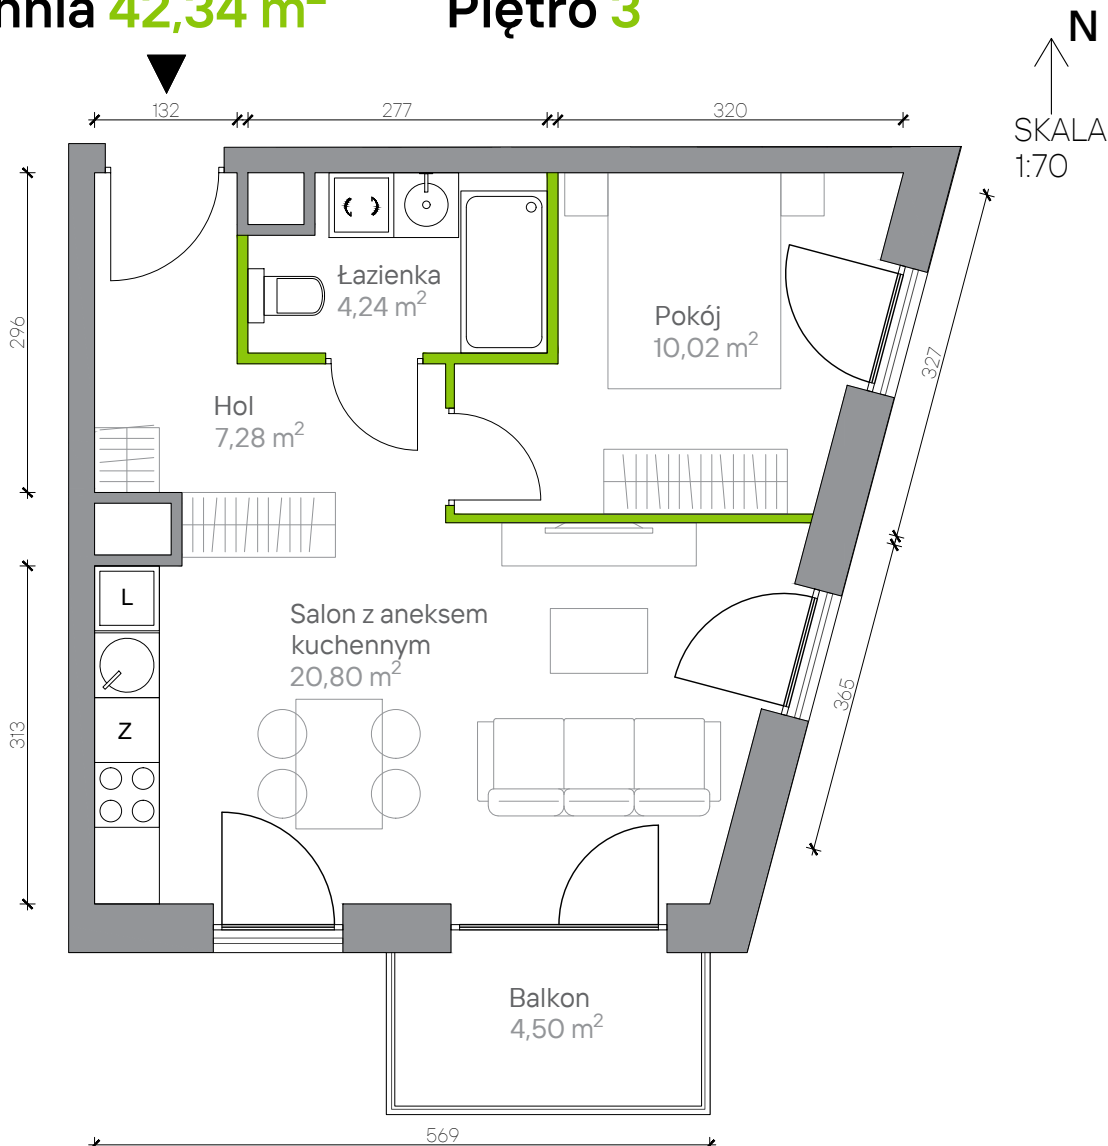 42,34 m²
Piętro 3
N
SKALA
1:70
132
277
320
296
327
Łazienka
4,24 m²
Pokój
10,02 m²
Hol
7,28 m²
L
Salon z aneksem
kuchennym
20,80 m²
Z
313
365
Balkon
4,50 m²
569